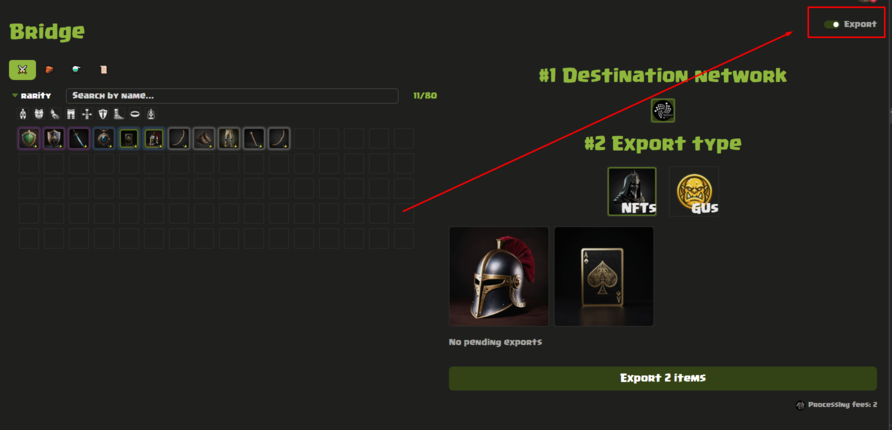 Bridge
Export
rarity
Search by name...
11/80
#1 Destination network
#2 Export type
NFTs
GUs
A
A
No pending exports
Export 2 items
Processing fees: 2